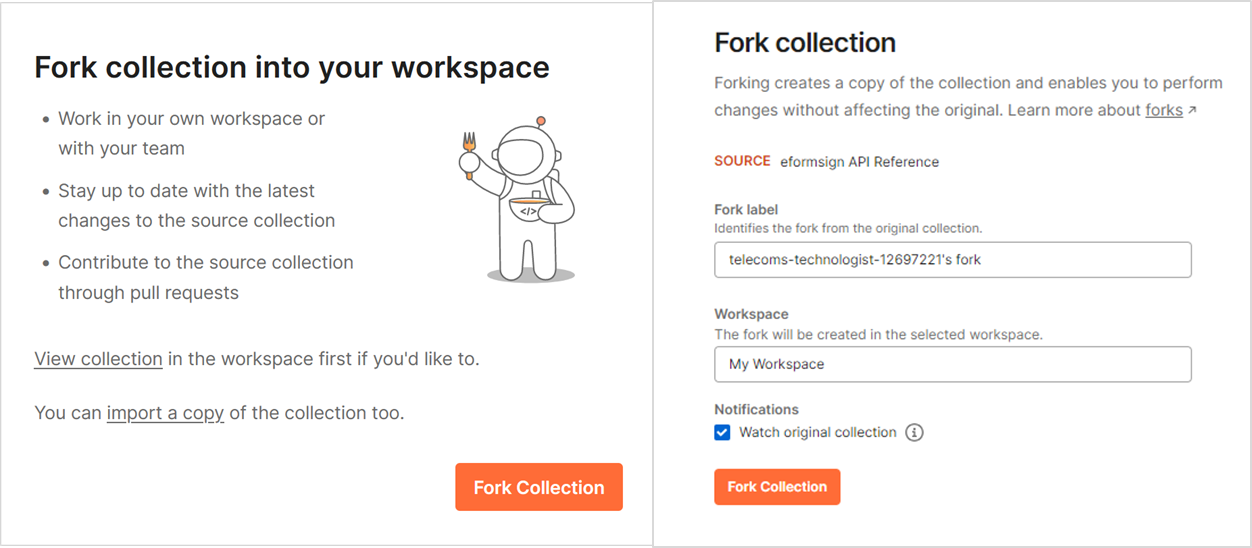 Fork collection into your workspace
• Work in your own workspace or
with your team
• Stay up to date with the latest
changes to the source collection
• Contribute to the source collection
through pull requests
</>
View collection in the workspace first if you'd like to.
You can import a copy of the collection too.
Fork Collection
Fork collection
Forking creates a copy of the collection and enables you to perform
changes without affecting the original. Learn more about forks ↗
SOURCE eformsign API Reference
Fork label
Identifies the fork from the original collection.
telecoms-technologist-12697221's fork
Workspace
The fork will be created in the selected workspace.
My Workspace
Notifications
Watch original collection
Fork Collection